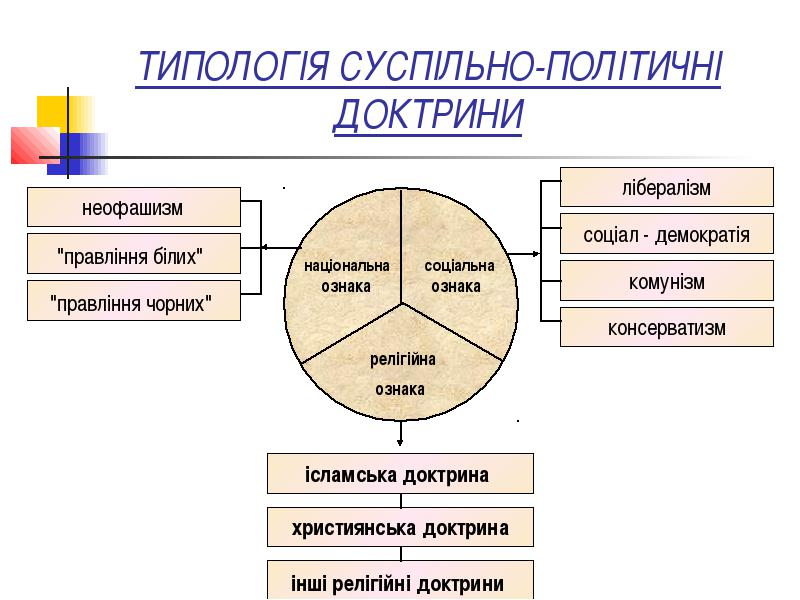 ТИПОЛОГІЯ СУСПІЛЬНО-ПОЛІТИЧНІ
ДОКТРИНИ
неофашизм
"правління білих"
"правління чорних"
національна
ознака
соціальна
ознака
релігійна
ознака
лібералізм
соціал - демократія
комунізм
консерватизм
ісламська доктрина
християнська доктрина
інші релігійні доктрини